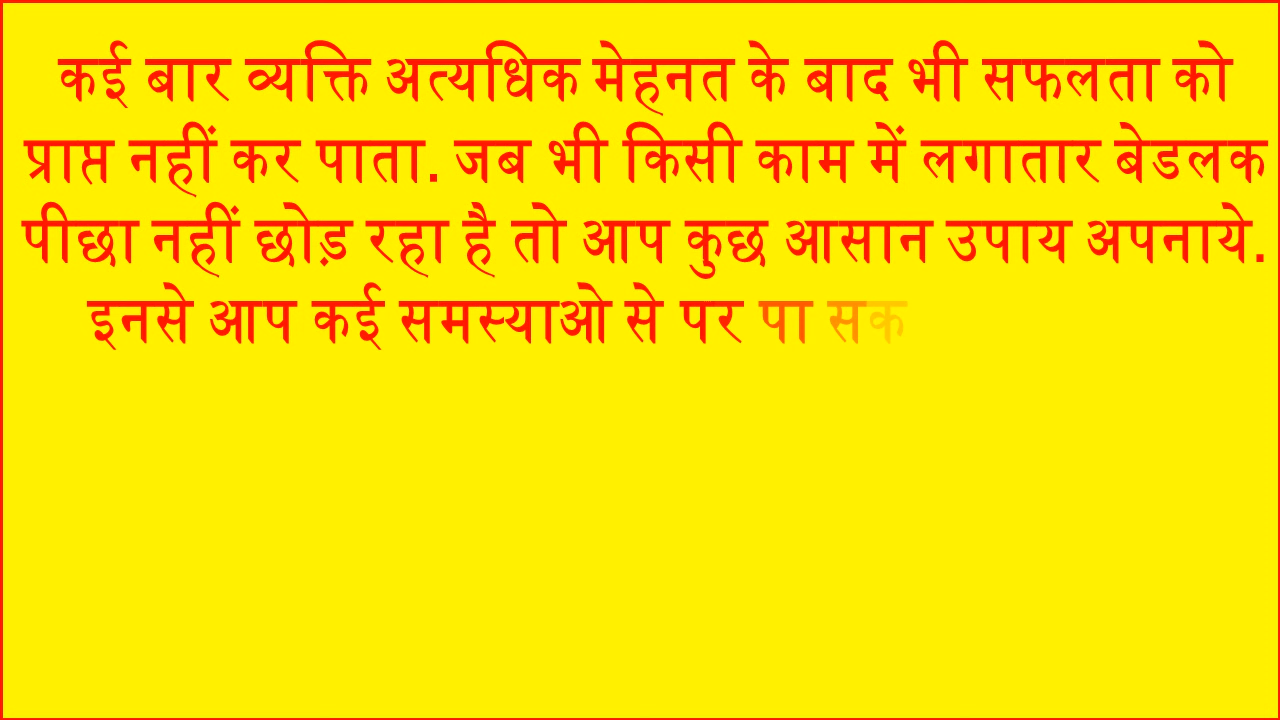 कई बार व्यक्ति अत्यधिक मेहनत के बाद भी सफलता को
प्राप्त नहीं कर पाता. जब भी किसी काम में लगातार बेडलक
पीछा नहीं छोड़ रहा है तो आप कुछ आसान उपाय अपनाये.
इनसे आप कई समस्याओ से पर पा सक